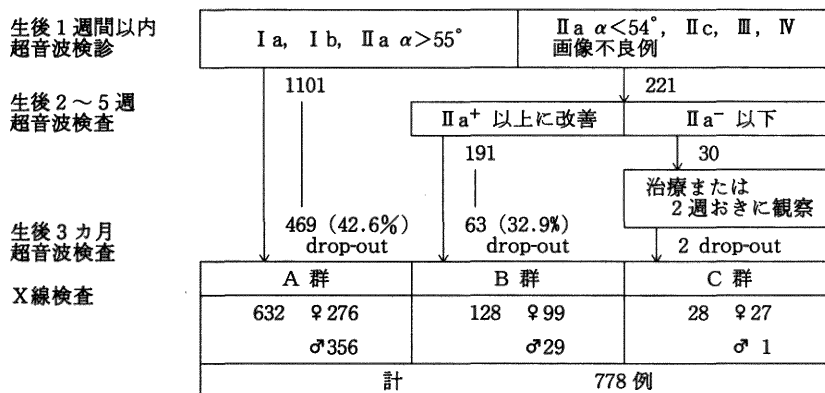 生後1週間以内
超音波検診
Ⅰa, Ⅰb, Ⅱa α>55°
Ⅱa α<54°, Ⅱc, Ⅲ, Ⅳ
画像不良例
1101
221
生後2～5週
超音波検査
Ⅱa⁺ 以上に改善
Ⅱa⁻ 以下
191
30
治療または
2週おきに観察
生後3カ月
超音波検査
469 (42.6%)
drop-out
63 (32.9%)
drop-out
2 drop-out
X線検査
A 群
B 群
C 群
632 ♀276
♂356
128 ♀99
♂29
28 ♀27
♂ 1
計 778 例